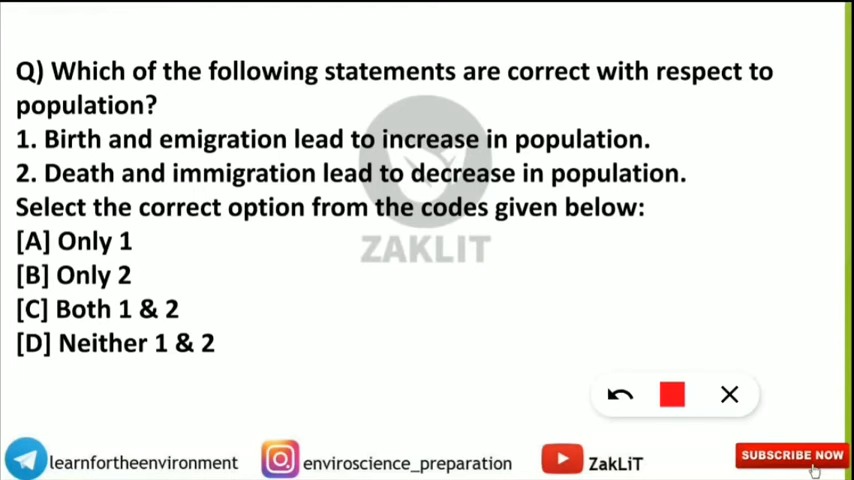 Q) Which of the following statements are correct with respect to
population?
1. Birth and emigration lead to increase in population.
2. Death and immigration lead to decrease in population.
Select the correct option from the codes given below:
ZAKLIT
[A] Only 1
[B] Only 2
[C] Both 1 & 2
[D] Neither 1 & 2
learnfortheenvironment
enviroscience_preparation
ZakLiT
SUBSCRIBE NOW